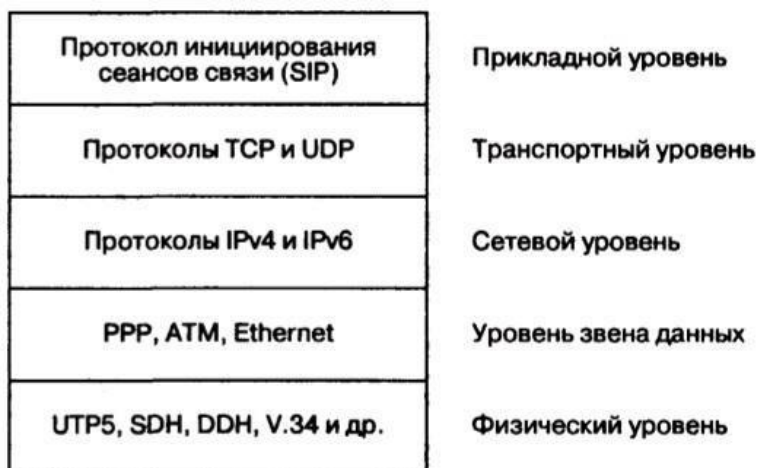 Протокол инициирования
сеансов связи (SIP)
Прикладной уровень
Протоколы TCP и UDP
Транспортный уровень
Протоколы IPv4 и IPv6
Сетевой уровень
PPP, ATM, Ethernet
Уровень звена данных
UTP5, SDH, DDH, V.34 и др.
Физический уровень